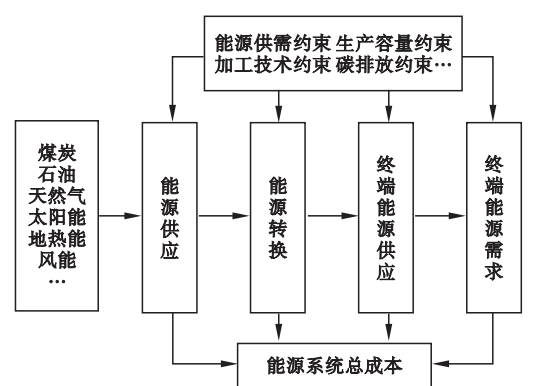 能源供需约束 生产容量约束
加工技术约束 碳排放约束…
煤炭
石油
天然气
太阳能
地热能
风能
…
能源供应
能源转换
终端能源供应
终端能源需求
能源系统总成本